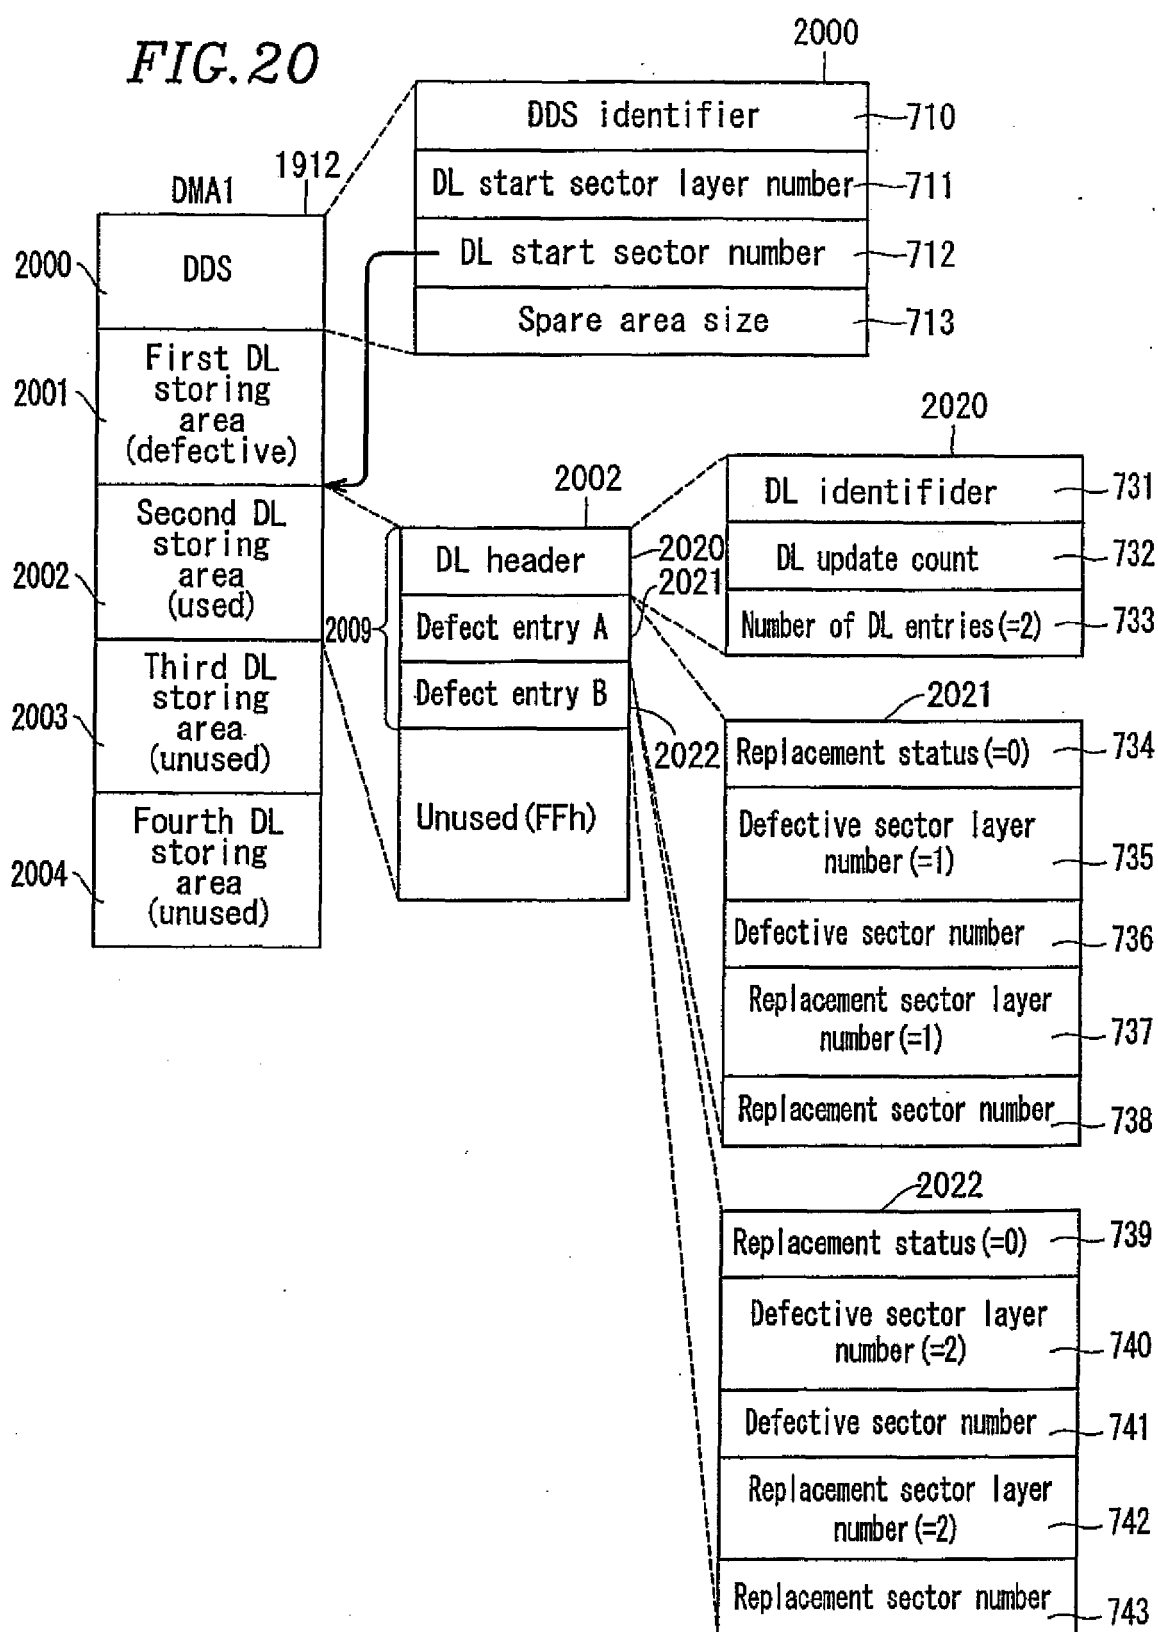 FIG.20
2000
DDS identifier
710
DL start sector layer number
711
DL start sector number
712
Spare area size
713
1912
DMA1
2000
DDS
2001
First DL
storing
area
(defective)
2002
Second DL
storing
area
(used)
2003
Third DL
storing
area
(unused)
2004
Fourth DL
storing
area
(unused)
2002
2009
DL header
2020
2021
Defect entry A
Defect entry B
2022
Unused(FFh)
2020
DL identifider
731
DL update count
732
Number of DL entries(=2)
733
2021
Replacement status(=0)
734
Defective sector layer
number(=1)
735
Defective sector number
736
Replacement sector layer
number(=1)
737
Replacement sector number
738
2022
Replacement status(=0)
739
Defective sector layer
number(=2)
740
Defective sector number
741
Replacement sector layer
number(=2)
742
Replacement sector number
743